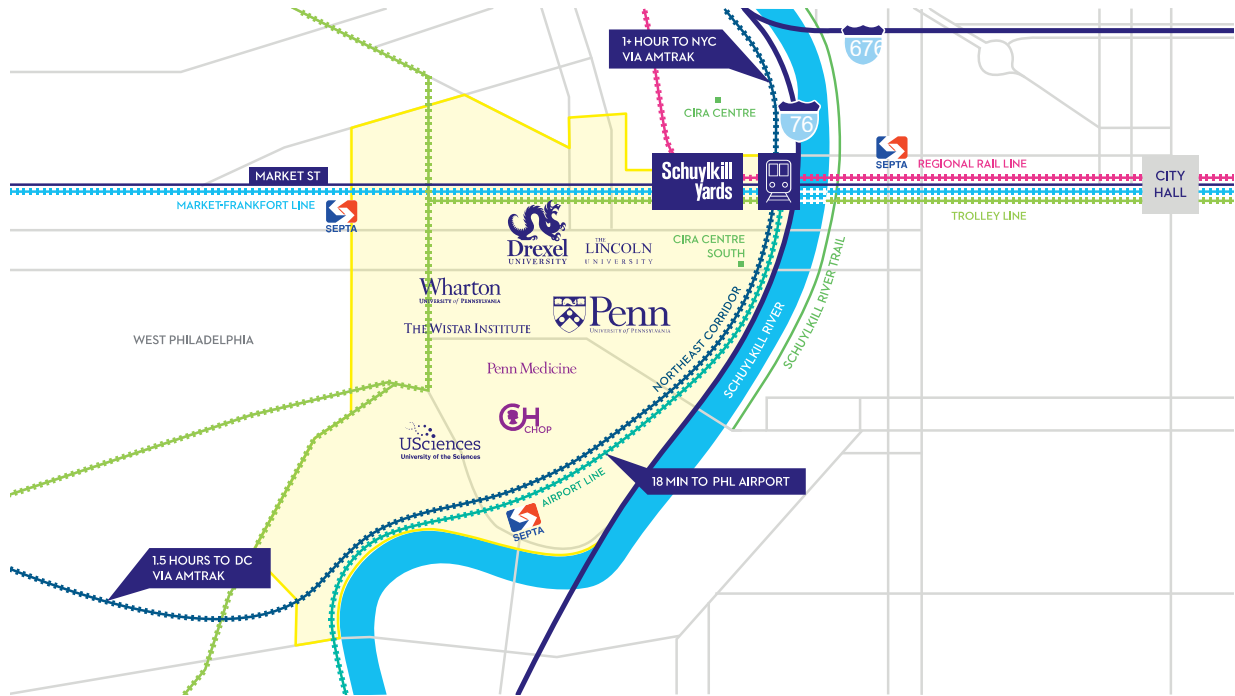 1+ HOUR TO NYC
VIA AMTRAK
676
CIRA CENTRE
76
SEPTA
REGIONAL RAIL LINE
Schuylkill
Yards
MARKET ST
CITY
HALL
MARKET-FRANKFORT LINE
SEPTA
TROLLEY LINE
Drexel
UNIVERSITY
THE
LINCOLN
UNIVERSITY
CIRA CENTRE
SOUTH
SCHUYLKILL RIVER TRAIL
Wharton
UNIVERSITY of PENNSYLVANIA
Penn
UNIVERSITY of PENNSYLVANIA
THE WISTAR INSTITUTE
WEST PHILADELPHIA
NORTHEAST CORRIDOR
SCHUYLKILL RIVER
Penn Medicine
CH
CHOP
USciences
University of the Sciences
18 MIN TO PHL AIRPORT
AIRPORT LINE
SEPTA
1.5 HOURS TO DC
VIA AMTRAK